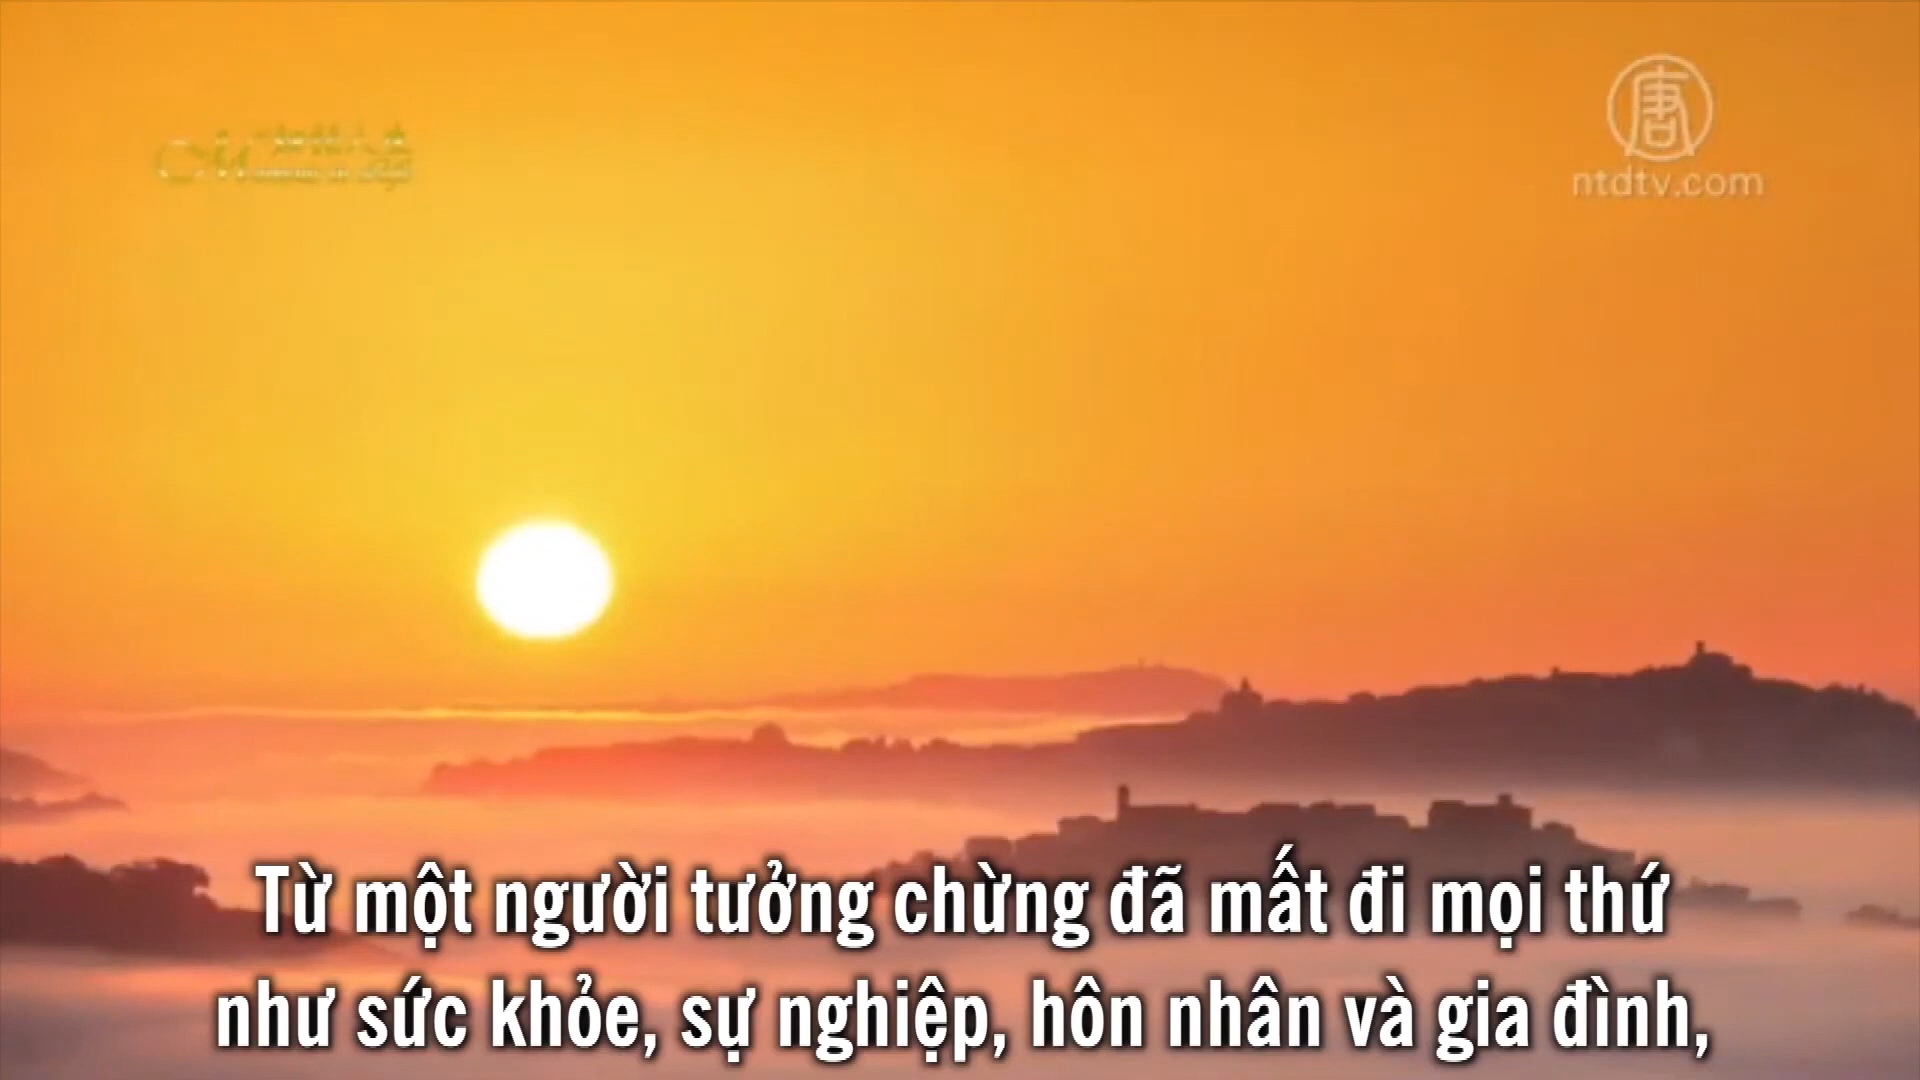 唐
ntdtv.com
Từ một người tưởng chừng đã mất đi mọi thứ
như sức khỏe, sự nghiệp, hôn nhân và gia đình,